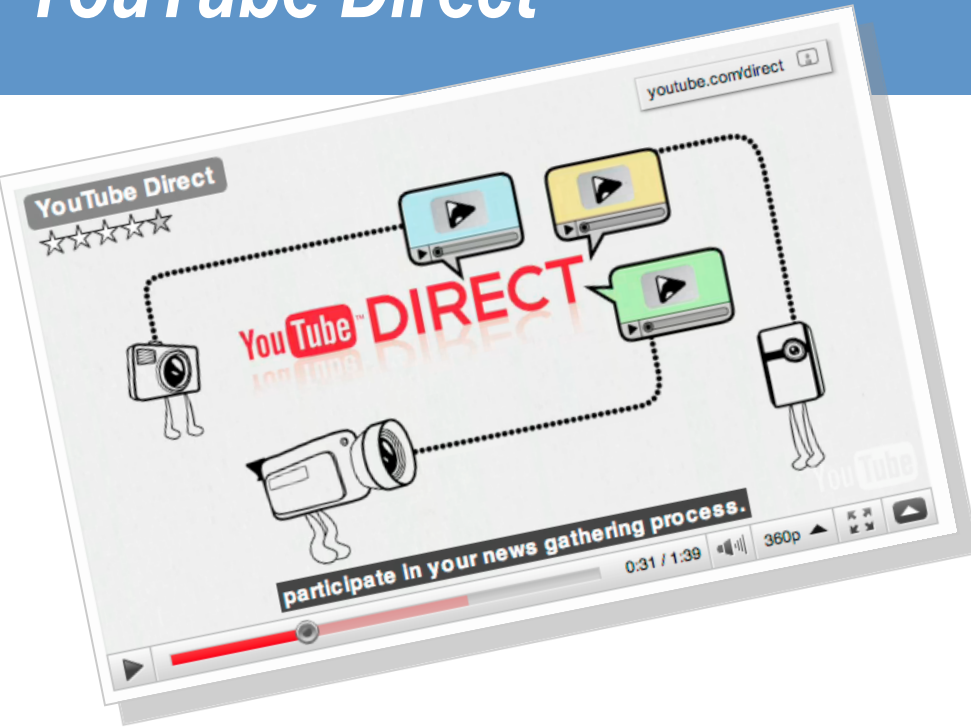 YouTube Direct
youtube.com/direct
YouTube Direct
YouTube™ DIRECT
YouTube
participate in your news gathering process.
0:31 / 1:39
360p